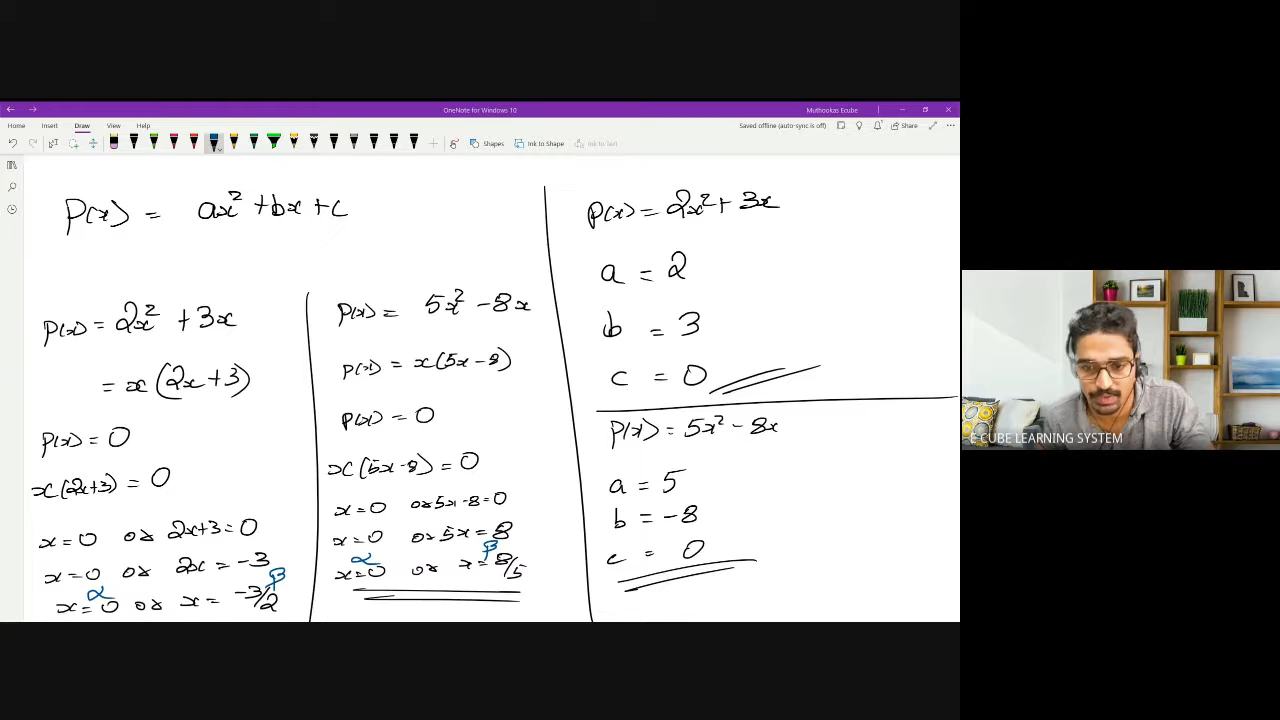 OneNote for Windows 10
Muthookas Ecube
Home Insert Draw View Help
Saved offline (auto-sync is off)
Share
Shapes
Ink to Shape
Ink to Text
P(x) = ax² + bx + c
P(x) = 2x² + 3x
= x(2x+3)
P(x) = 0
x(2x+3) = 0
x = 0 or 2x+3 = 0
x = 0 or 2x = -3
α β
x = 0 or x = -3/2
P(x) = 5x² - 8x
P(x) = x(5x-8)
P(x) = 0
x(5x-8) = 0
x = 0 or 5x-8 = 0
x = 0 or 5x = 8
α β
x = 0 or x = 8/5
P(x) = 2x² + 3x
a = 2
b = 3
c = 0
P(x) = 5x² - 8x
a = 5
b = -8
c = 0
E CUBE LEARNING SYSTEM